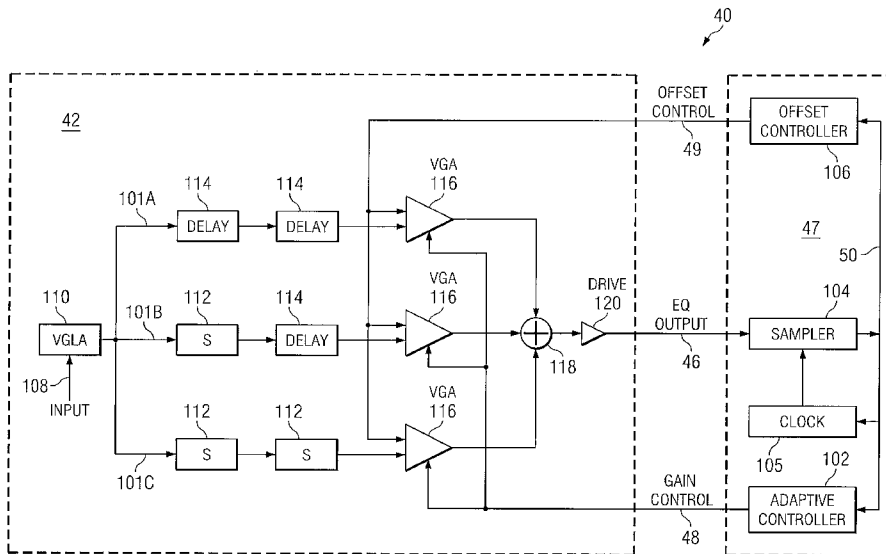 40
42
OFFSET
CONTROL
49
OFFSET
CONTROLLER
106
47
50
101A
114
DELAY
114
DELAY
VGA
116
110
VGLA
108
INPUT
101B
112
S
114
DELAY
VGA
116
118
DRIVE
120
EQ
OUTPUT
46
104
SAMPLER
CLOCK
105
101C
112
S
112
S
VGA
116
GAIN
CONTROL
48
102
ADAPTIVE
CONTROLLER